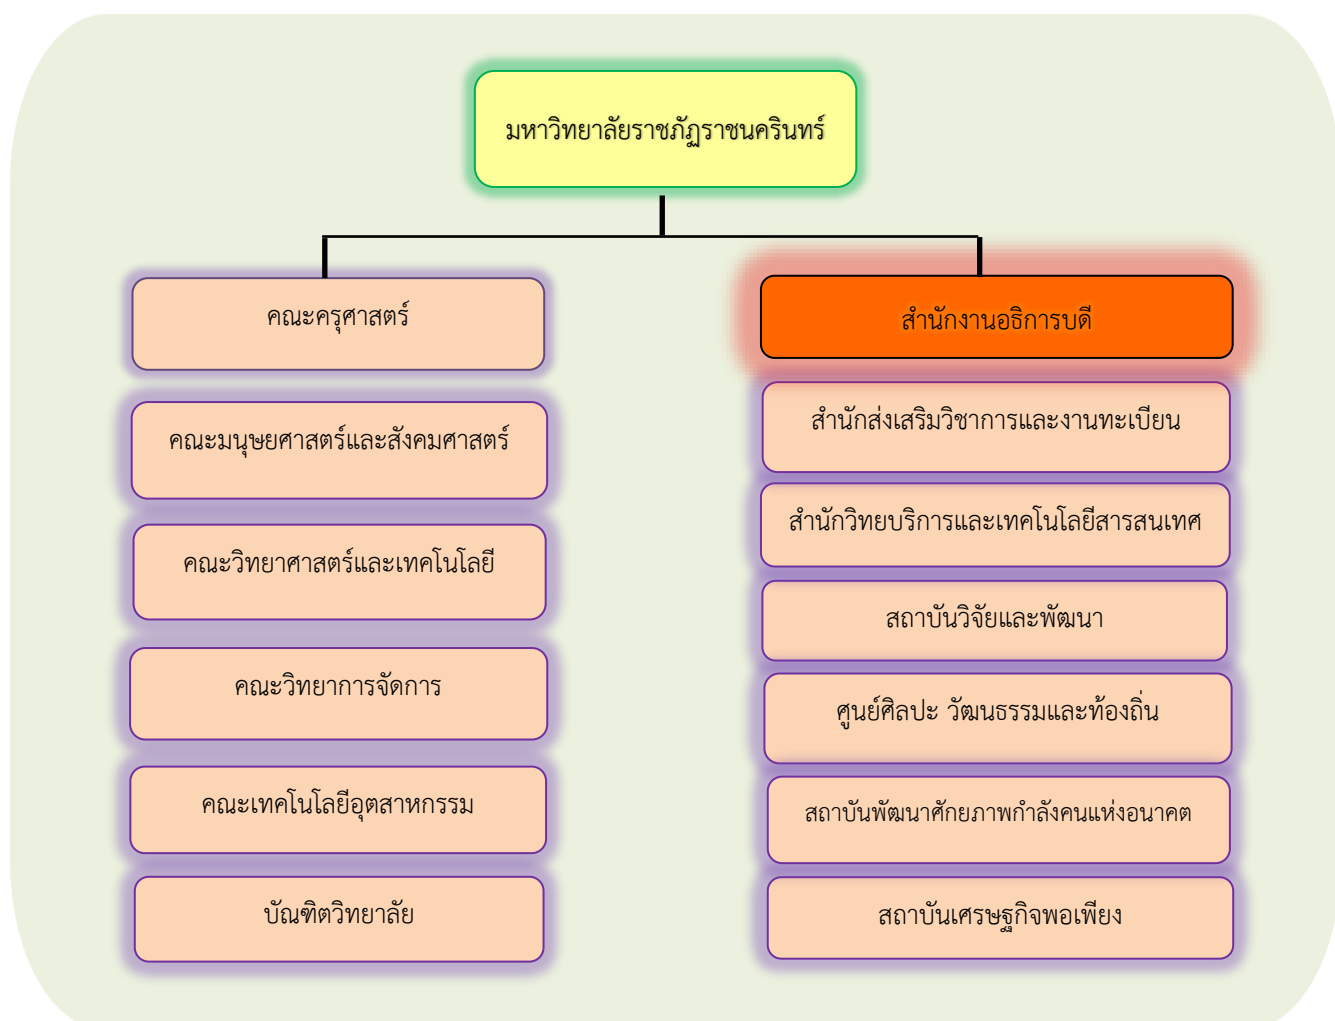 มหาวิทยาลัยราชภัฏราชนครินทร์
คณะครุศาสตร์
คณะมนุษยศาสตร์และสังคมศาสตร์
คณะวิทยาศาสตร์และเทคโนโลยี
คณะวิทยาการจัดการ
คณะเทคโนโลยีอุตสาหกรรม
บัณฑิตวิทยาลัย
สำนักงานอธิการบดี
สำนักส่งเสริมวิชาการและงานทะเบียน
สำนักวิทยบริการและเทคโนโลยีสารสนเทศ
สถาบันวิจัยและพัฒนา
ศูนย์ศิลปะ วัฒนธรรมและท้องถิ่น
สถาบันพัฒนาศักยภาพกำลังคนแห่งอนาคต
สถาบันเศรษฐกิจพอเพียง